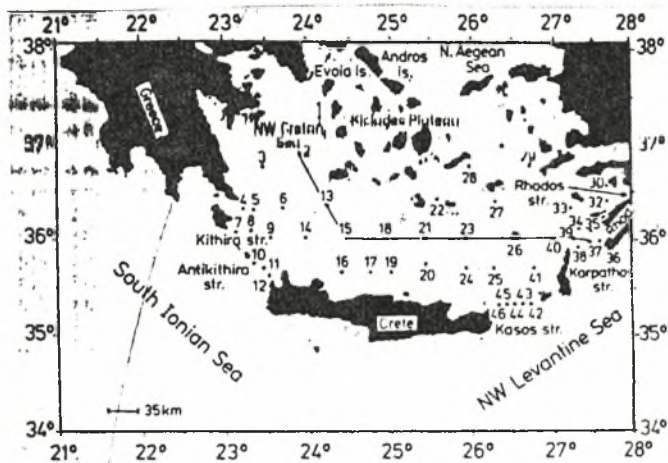 21° 22° 23° 24° 25° 26° 27° 28°
38° 38°
Andros
Is.
Evoia Is.
N. Aegean
Sea
Greece
37° 37°
NW Cretan
Sea
Kiclades Plateau
1
2
3
28
30
Rhodos
str.
13
4 5 6
22
27
33 32
34 35
7 8
36° 36°
Kithira str.
9 14 15 18 21 23 26 40
39
38 37 36
Karpathos
str.
Antikithira
str.
10
11
12
16 17 19 20 24 25 41
45 43
46 44 42
Kasos str.
Crete
35° 35°
South Ionian Sea
NW Levantine Sea
35km
34° 34°
21° 22° 23° 24° 25° 26° 27° 28°